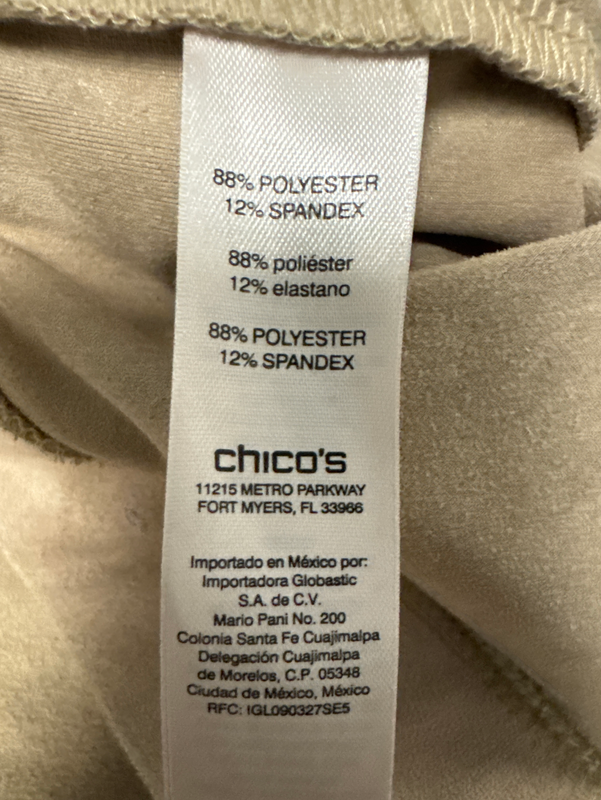 88% POLYESTER
12% SPANDEX
88% poliéster
12% elastano
88% POLYESTER
12% SPANDEX
chico's
11215 METRO PARKWAY
FORT MYERS, FL 33966
Importado en México por:
Importadora Globastic
S.A. de C.V.
Mario Pani No. 200
Colonia Santa Fe Cuajimalpa
Delegación Cuajimalpa
de Morelos, C.P. 05348
Ciudad de México, México
RFC: IGL090327SE5